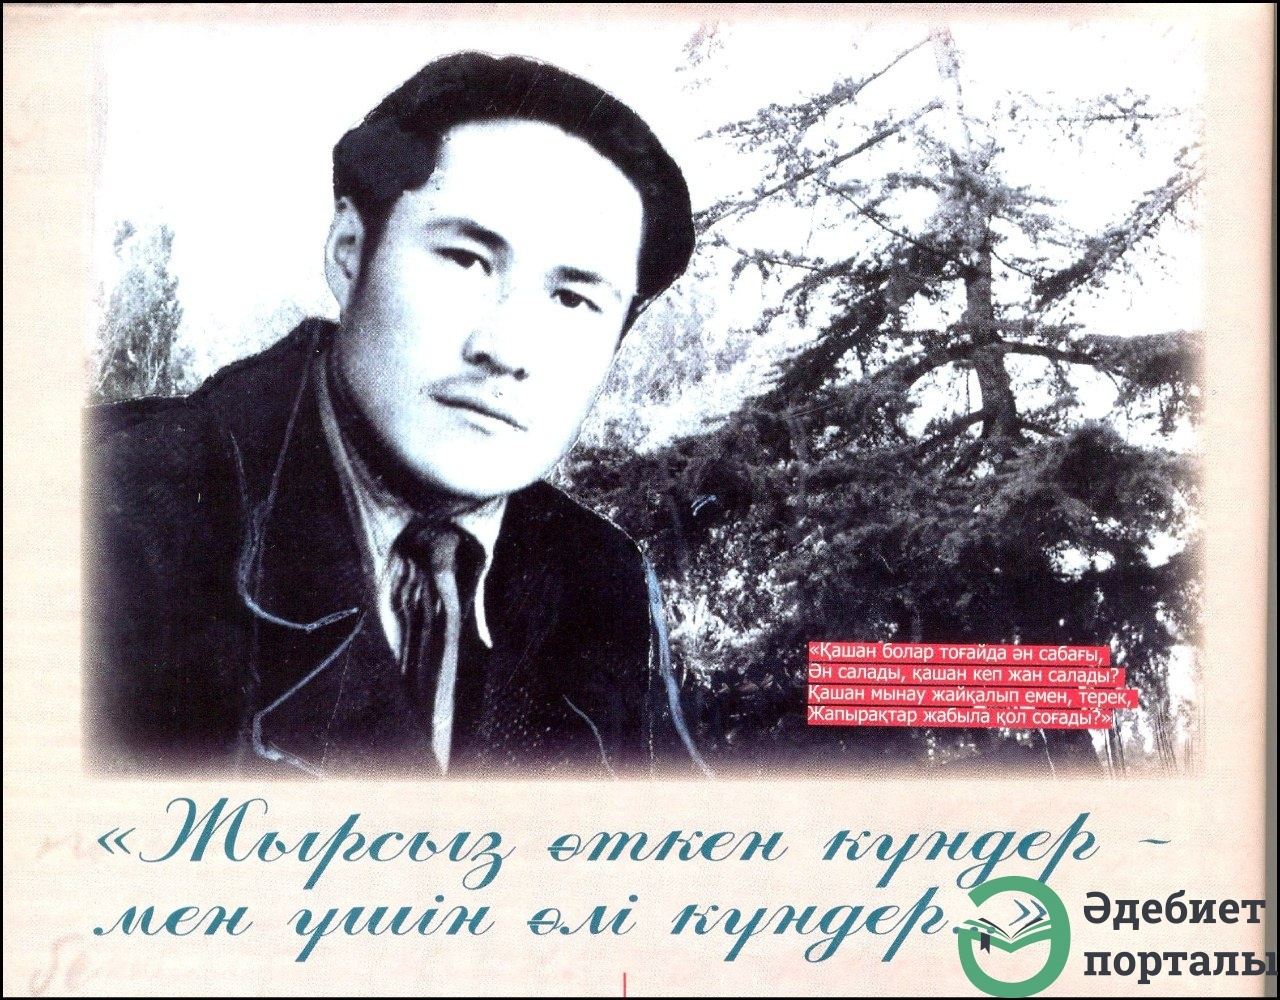 «Қашан болар тоғайда ән сабағы,
Ән салады, қашан кеп жан салады?
Қашан мынау жайқалып емен, терек,
Жапырақтар жабыла қол соғады?»
«Жырсыз өткен күндер -
мен үшін өлі күндер...
Әдебиет
порталы